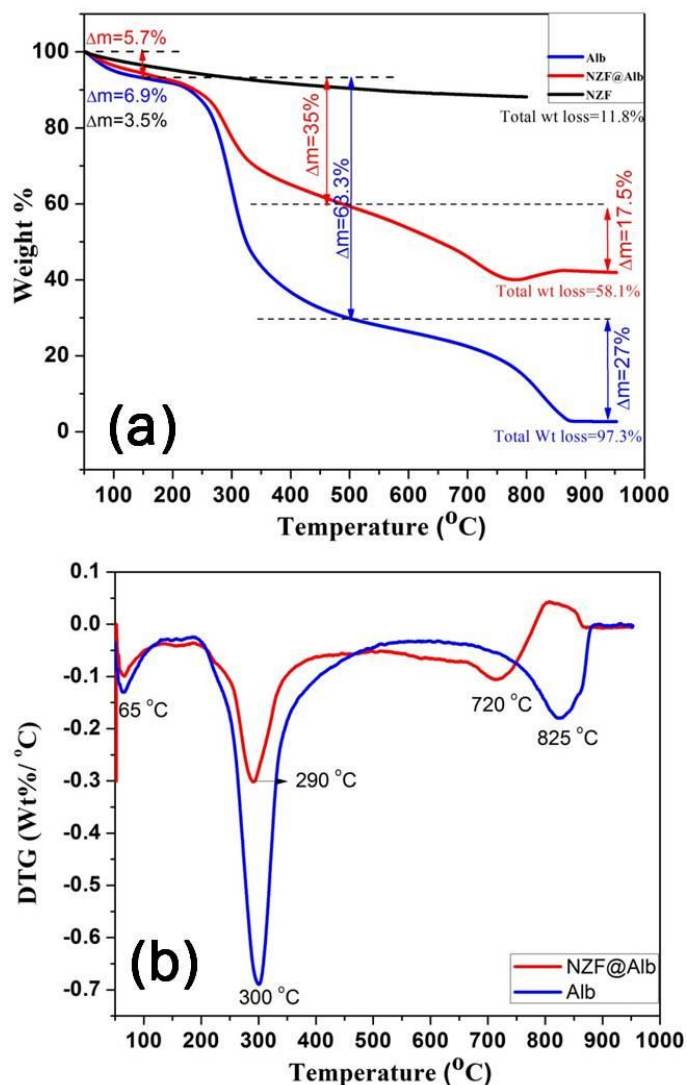 Δm=5.7%
Δm=6.9%
Δm=3.5%
Alb
NZF@Alb
NZF
Total wt loss=11.8%
Δm=35%
Δm=63.3%
Δm=17.5%
Total wt loss=58.1%
Δm=27%
Total Wt loss=97.3%
100
80
60
40
20
0
Weight %
(a)
100 200 300 400 500 600 700 800 900 1000
Temperature (°C)
0.1
0.0
-0.1
-0.2
-0.3
-0.4
-0.5
-0.6
-0.7
DTG (Wt%/ °C)
65 °C
290 °C
300 °C
720 °C
825 °C
(b)
NZF@Alb
Alb
100 200 300 400 500 600 700 800 900 1000
Temperature (°C)